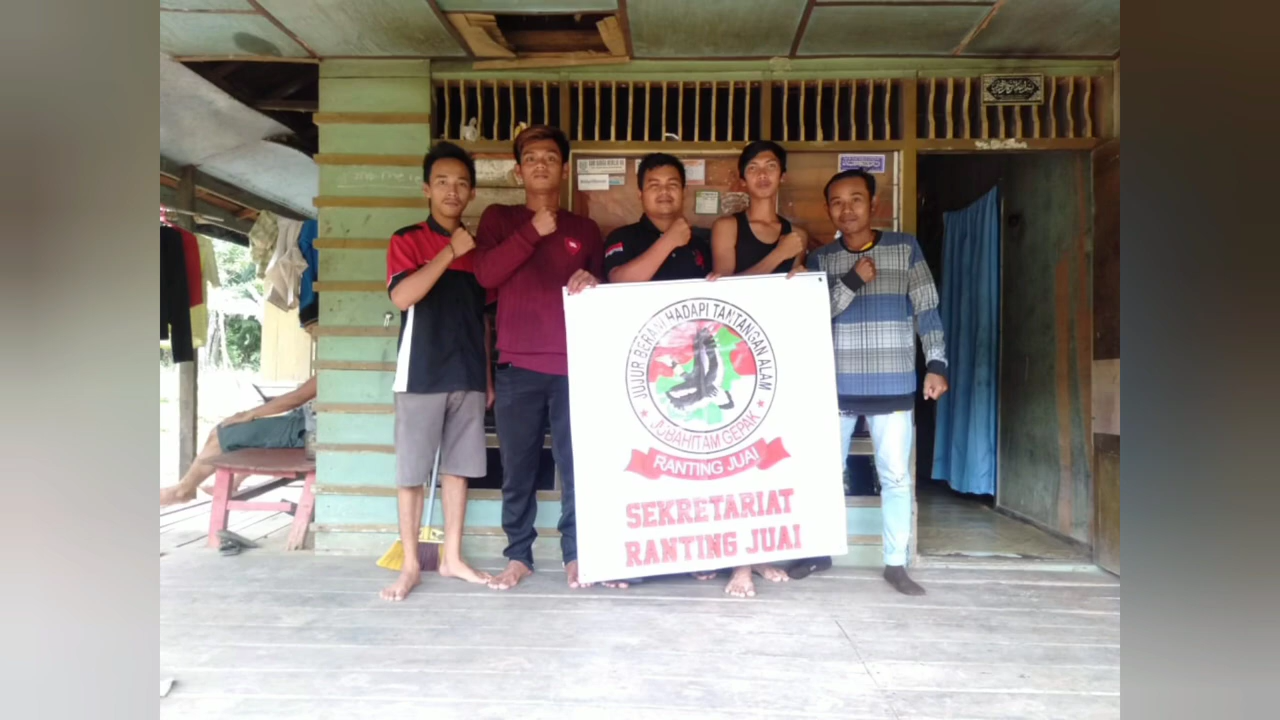 JUJUR BERANI HADAPI TANTANGAN ALAM
JUBAHITAM GEPAK
RANTING JUAI
SEKRETARIAT
RANTING JUAI